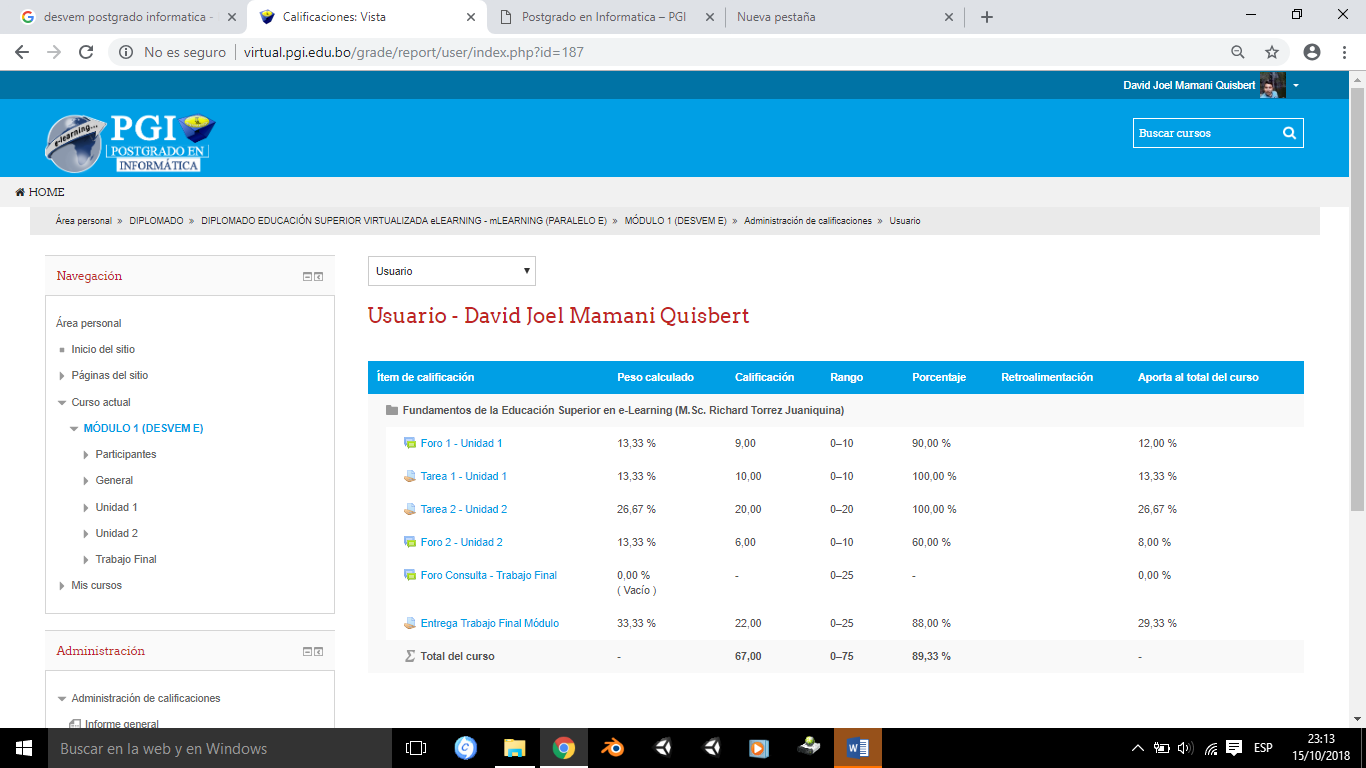 desvem postgrado informatica -
Calificaciones: Vista
Postgrado en Informatica – PGI
Nueva pestaña
No es seguro
virtual.pgi.edu.bo/grade/report/user/index.php?id=187
David Joel Mamani Quisbert
e-learning...
PGI
POSTGRADO EN
INFORMÁTICA
Buscar cursos
HOME
Área personal » DIPLOMADO » DIPLOMADO EDUCACIÓN SUPERIOR VIRTUALIZADA eLEARNING - mLEARNING (PARALELO E) » MÓDULO 1 (DESVEM E) » Administración de calificaciones » Usuario
Navegación
Área personal
Inicio del sitio
Páginas del sitio
Curso actual
MÓDULO 1 (DESVEM E)
Participantes
General
Unidad 1
Unidad 2
Trabajo Final
Mis cursos
Administración
Administración de calificaciones
Informe general
Usuario
Usuario - David Joel Mamani Quisbert
Ítem de calificación Peso calculado Calificación Rango Porcentaje Retroalimentación Aporta al total del curso
Fundamentos de la Educación Superior en e-Learning (M.Sc. Richard Torrez Juaniquina)
Foro 1 - Unidad 1 13,33 % 9,00 0–10 90,00 % 12,00 %
Tarea 1 - Unidad 1 13,33 % 10,00 0–10 100,00 % 13,33 %
Tarea 2 - Unidad 2 26,67 % 20,00 0–20 100,00 % 26,67 %
Foro 2 - Unidad 2 13,33 % 6,00 0–10 60,00 % 8,00 %
Foro Consulta - Trabajo Final 0,00 % - 0–25 - 0,00 %
( Vacío )
Entrega Trabajo Final Módulo 33,33 % 22,00 0–25 88,00 % 29,33 %
Total del curso - 67,00 0–75 89,33 % -
Buscar en la web y en Windows
ESP
23:13
15/10/2018